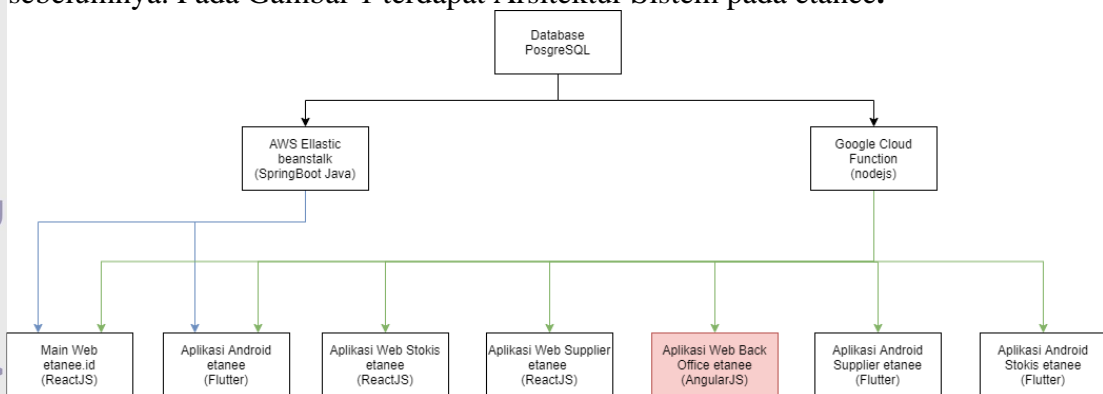 sebelumnya. Pada Gambar 1 terdapat Arsitektur Sistem pada etanee.
Database
PosgreSQL
AWS Ellastic
beanstalk
(SpringBoot Java)
Google Cloud
Function
(nodejs)
Main Web
etanee.id
(ReactJS)
Aplikasi Android
etanee
(Flutter)
Aplikasi Web Stokis
etanee
(ReactJS)
Aplikasi Web Supplier
etanee
(ReactJS)
Aplikasi Web Back
Office etanee
(AngularJS)
Aplikasi Android
Supplier etanee
(Flutter)
Aplikasi Android
Stokis etanee
(Flutter)